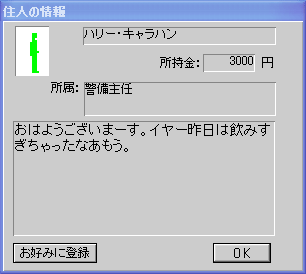 住人の情報
ハリー・キャラハン
所持金: 3000 円
所属: 警備主任
おはようございまーす。イヤー昨日は飲みす
ぎちゃったなあもう。
お好みに登録 OK